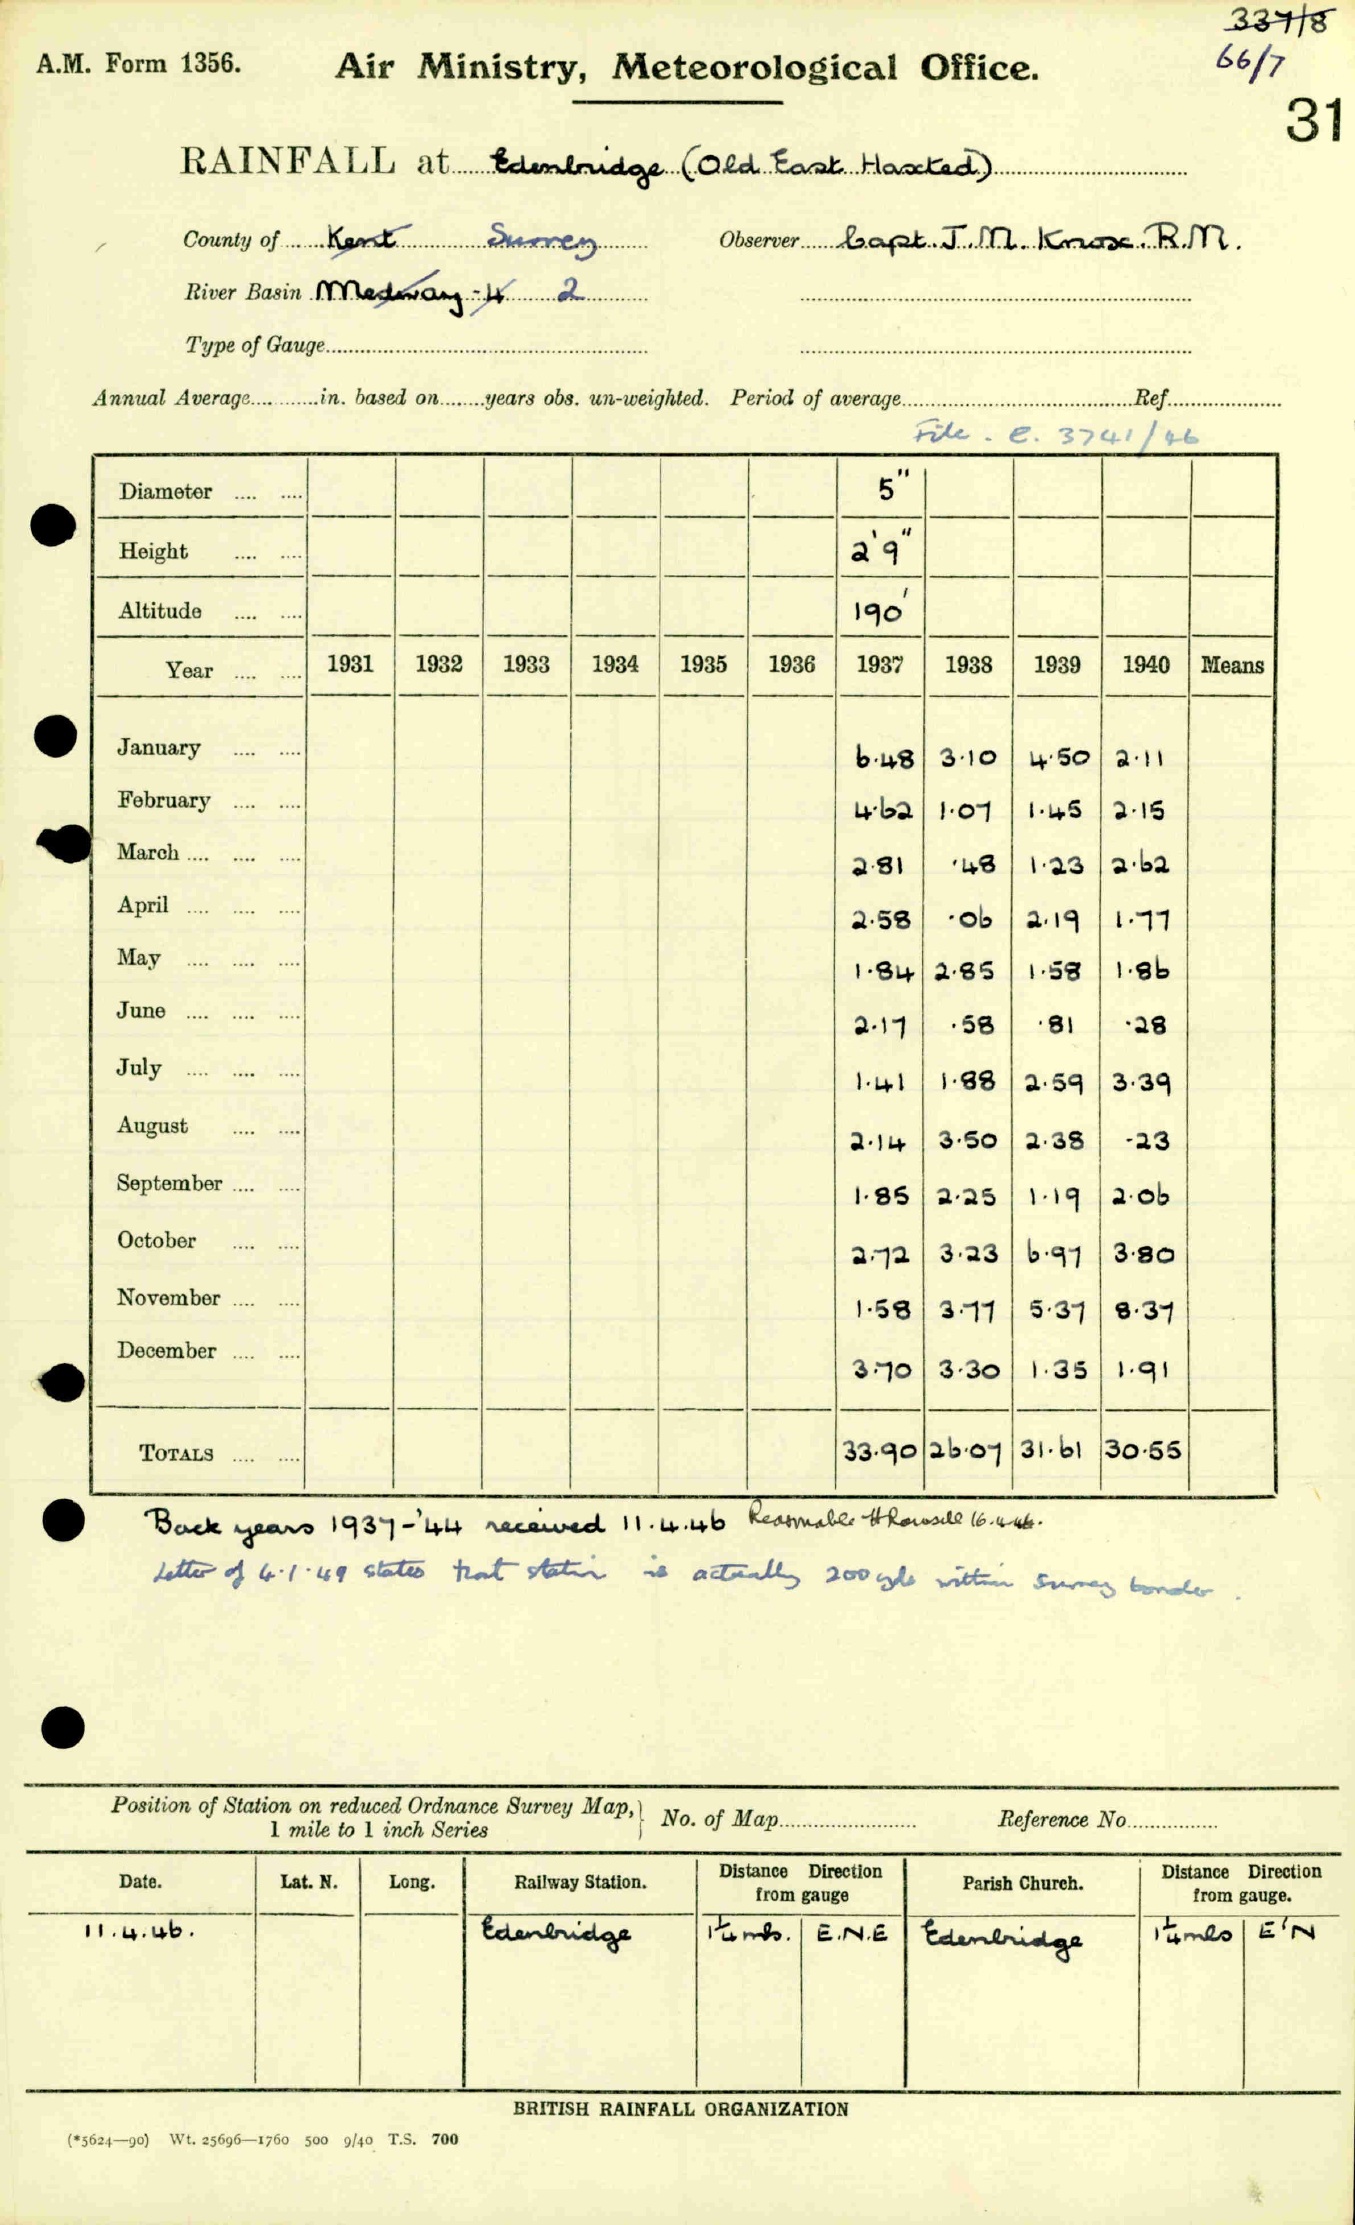 337/8
66/7
A.M. Form 1356.
Air Ministry, Meteorological Office.
31
RAINFALL at Edenbridge (Old East Haxted)
County of Kent Surrey Observer Capt. J.M. Knox. R.M.
River Basin Medway - 4 2
Type of Gauge
Annual Average in. based on years obs. un-weighted. Period of average Ref
File. C. 3741/46
Diameter 5"
Height 2'9"
Altitude 190'
Year 1931 1932 1933 1934 1935 1936 1937 1938 1939 1940 Means
January 6.48 3.10 4.50 2.11
February 4.62 1.07 1.45 2.15
March 2.81 .48 1.23 2.62
April 2.58 .06 2.19 1.77
May 1.84 2.85 1.58 1.86
June 2.17 .58 .81 .28
July 1.41 1.88 2.59 3.39
August 2.14 3.50 2.38 .23
September 1.85 2.25 1.19 2.06
October 2.72 3.23 6.97 3.80
November 1.58 3.77 5.37 8.37
December 3.70 3.30 1.35 1.91
TOTALS 33.90 26.07 31.61 30.55
Back years 1937-'44 received 11.4.46 Reasonable 16.4.46.
Letter of 4.1.49 states that station is actually 200 yds within Surrey border.
Position of Station on reduced Ordnance Survey Map, } No. of Map Reference No
1 mile to 1 inch Series
Date. Lat. N. Long. Railway Station. Distance Direction from gauge Parish Church. Distance Direction from gauge.
11.4.46. Edenbridge 1¼ mls. E.N.E Edenbridge 1¼ mls E'N
BRITISH RAINFALL ORGANIZATION
(*5624—90) Wt. 25696—1760 500 9/40 T.S. 700